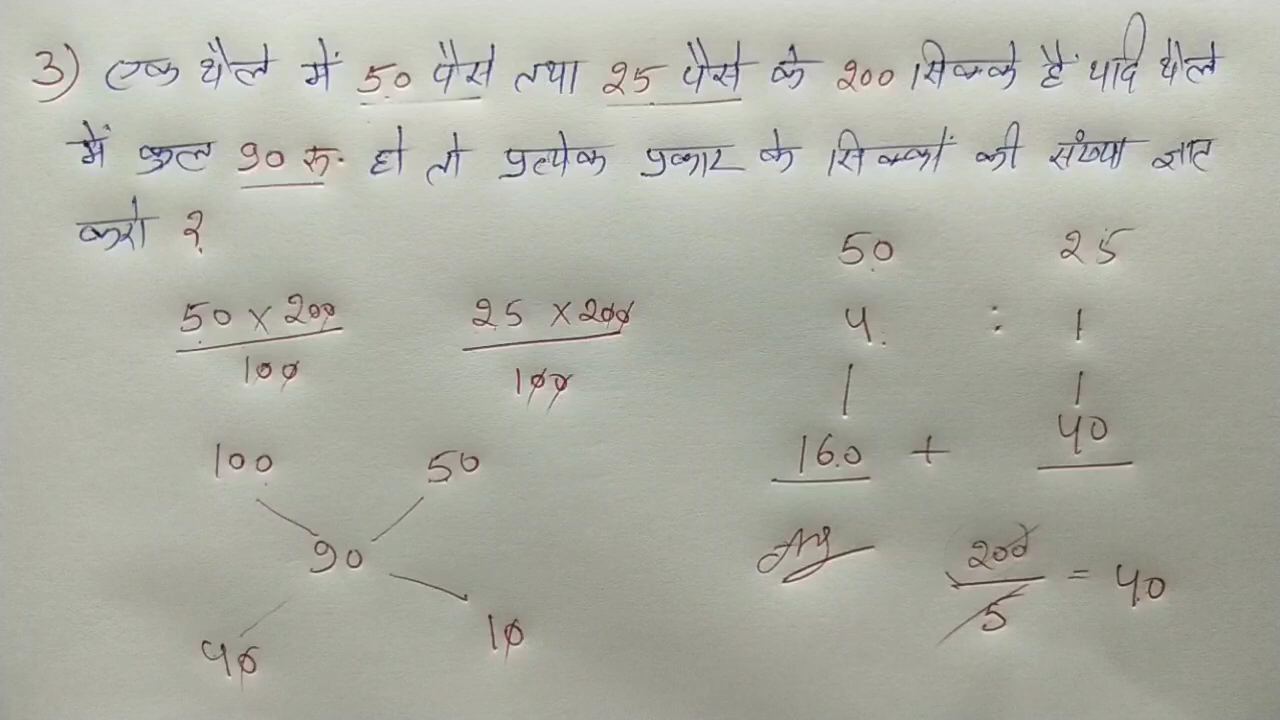 3) एक थैले में 50 पैसे तथा 25 पैसे के 200 सिक्के हैं यदि थैले
में कुल 90 रू. हो तो प्रत्येक प्रकार के सिक्कों की संख्या ज्ञात
करो ?
50 25
50 × 200 25 × 200
4 : 1
100 100
160 + 40
100 50
90
Ans
200
5
= 40
40 10